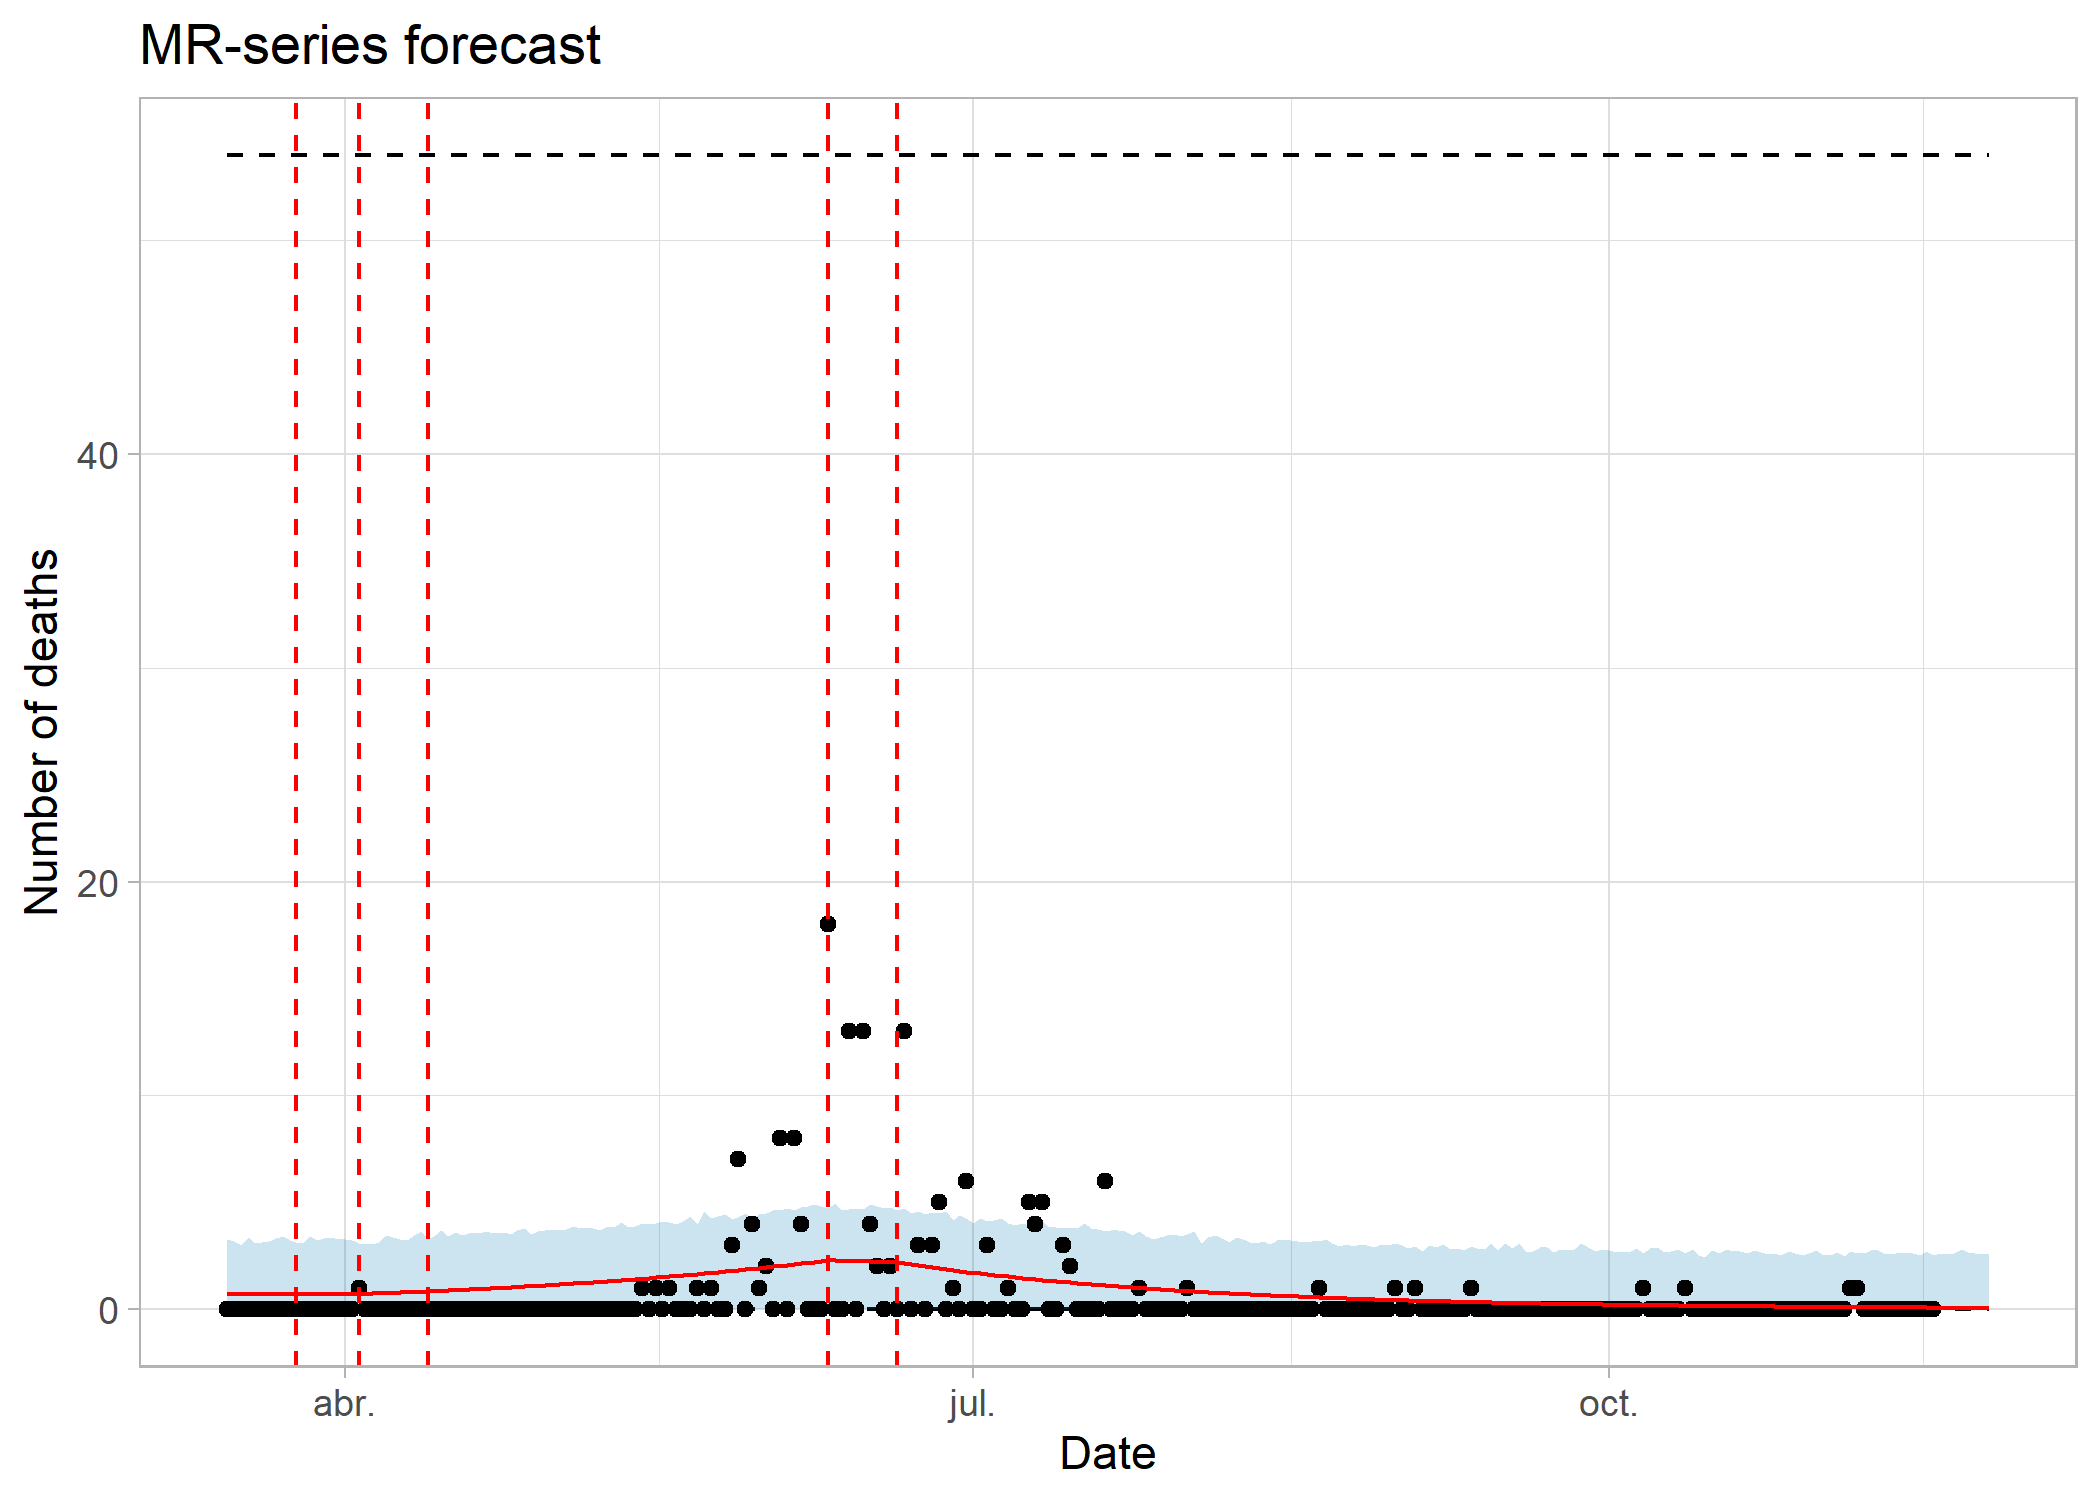 MR-series forecast
Number of deaths
40
20
0
abr.
jul.
oct.
Date